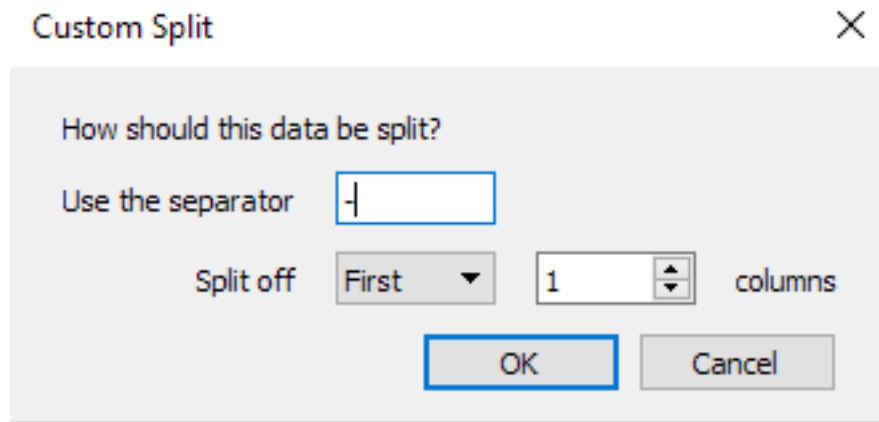 Custom Split
How should this data be split?
Use the separator -
Split off First 1 columns
OK Cancel